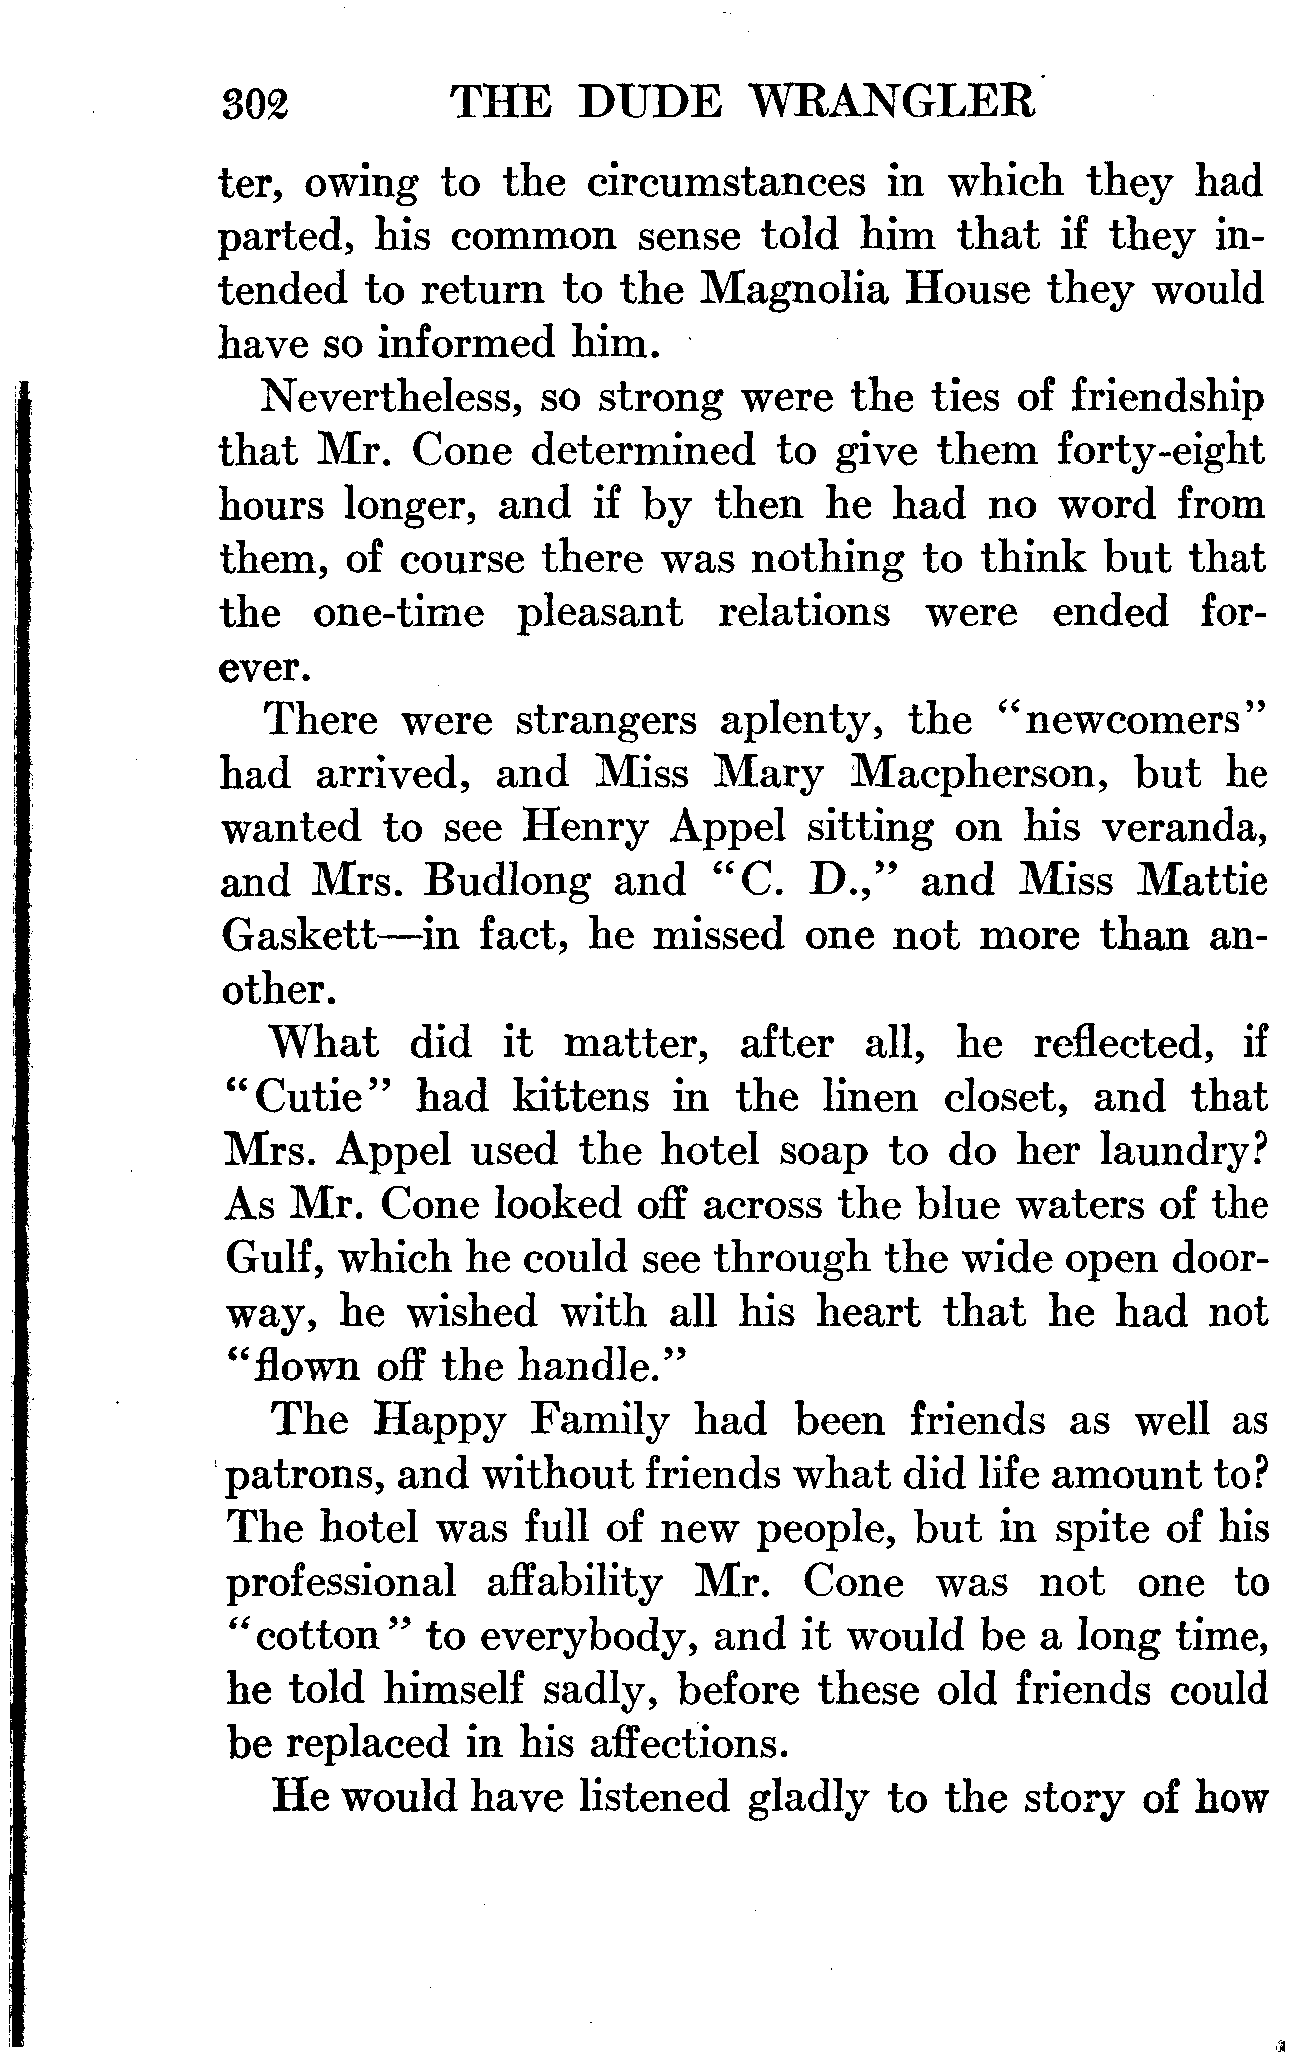 302 THE DUDE WRANGLER
ter, owing to the circumstances in which they had
parted, his common sense told him that if they in-
tended to return to the Magnolia House they would
have so informed him.
Nevertheless, so strong were the ties of friendship
that Mr. Cone determined to give them forty-eight
hours longer, and if by then he had no word from
them, of course there was nothing to think but that
the one-time pleasant relations were ended for-
ever.
There were strangers aplenty, the “newcomers”
had arrived, and Miss Mary Macpherson, but he
wanted to see Henry Appel sitting on his veranda,
and Mrs. Budlong and “C. D.,” and Miss Mattie
Gaskett—in fact, he missed one not more than an-
other.
What did it matter, after all, he reflected, if
“Cutie” had kittens in the linen closet, and that
Mrs. Appel used the hotel soap to do her laundry?
As Mr. Cone looked off across the blue waters of the
Gulf, which he could see through the wide open door-
way, he wished with all his heart that he had not
“flown off the handle.”
The Happy Family had been friends as well as
patrons, and without friends what did life amount to?
The hotel was full of new people, but in spite of his
professional affability Mr. Cone was not one to
“cotton” to everybody, and it would be a long time,
he told himself sadly, before these old friends could
be replaced in his affections.
He would have listened gladly to the story of how